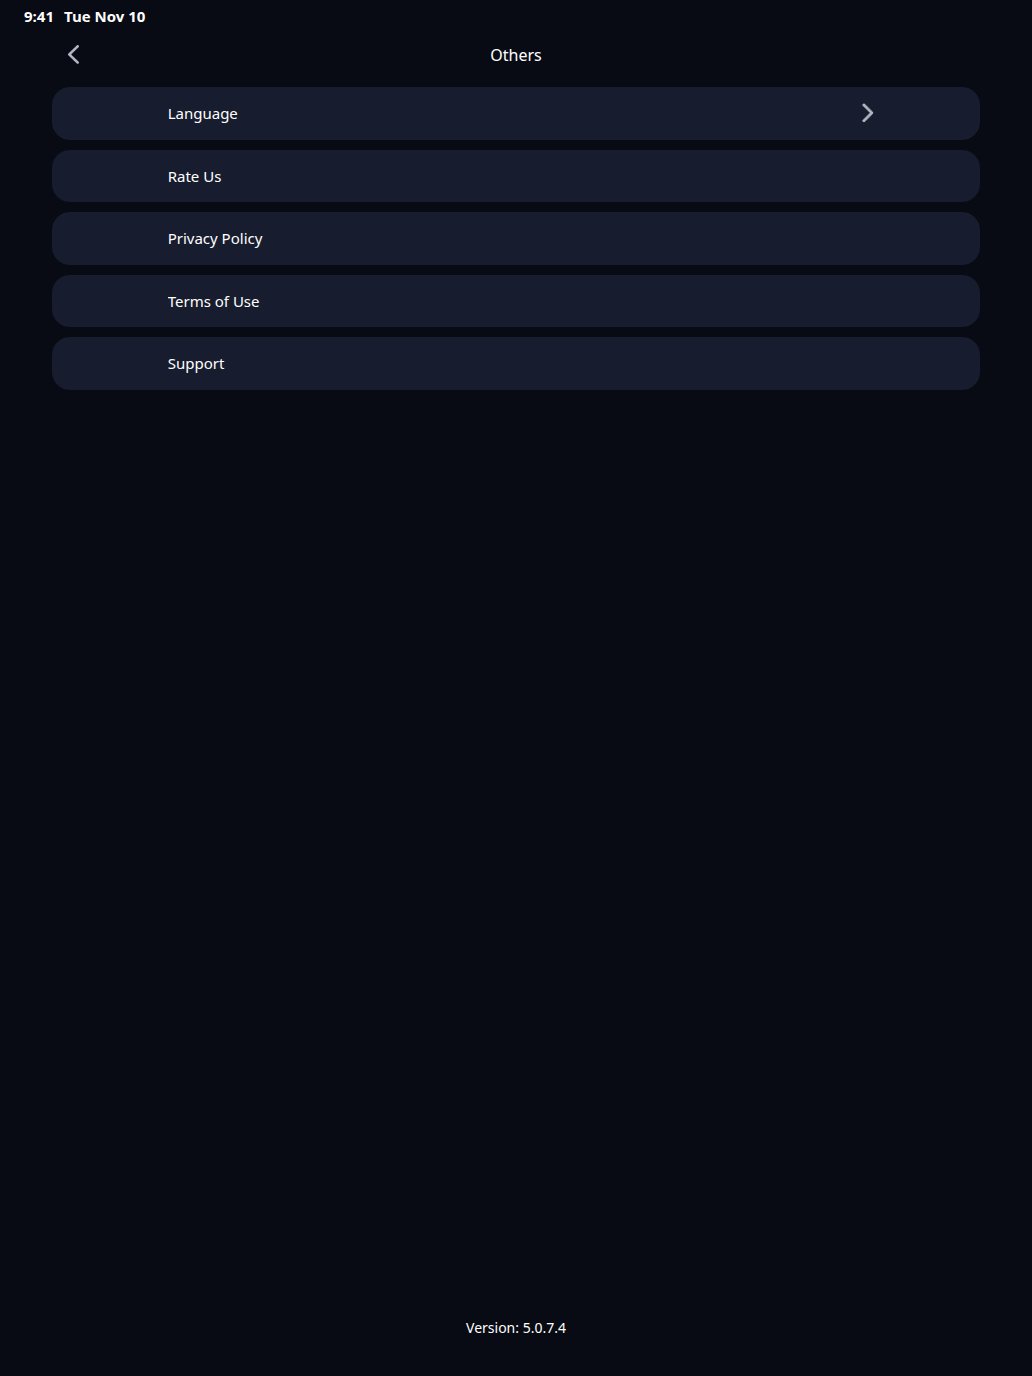 9:41 Tue Nov 10
Others
Language
Rate Us
Privacy Policy
Terms of Use
Support
Version: 5.0.7.4